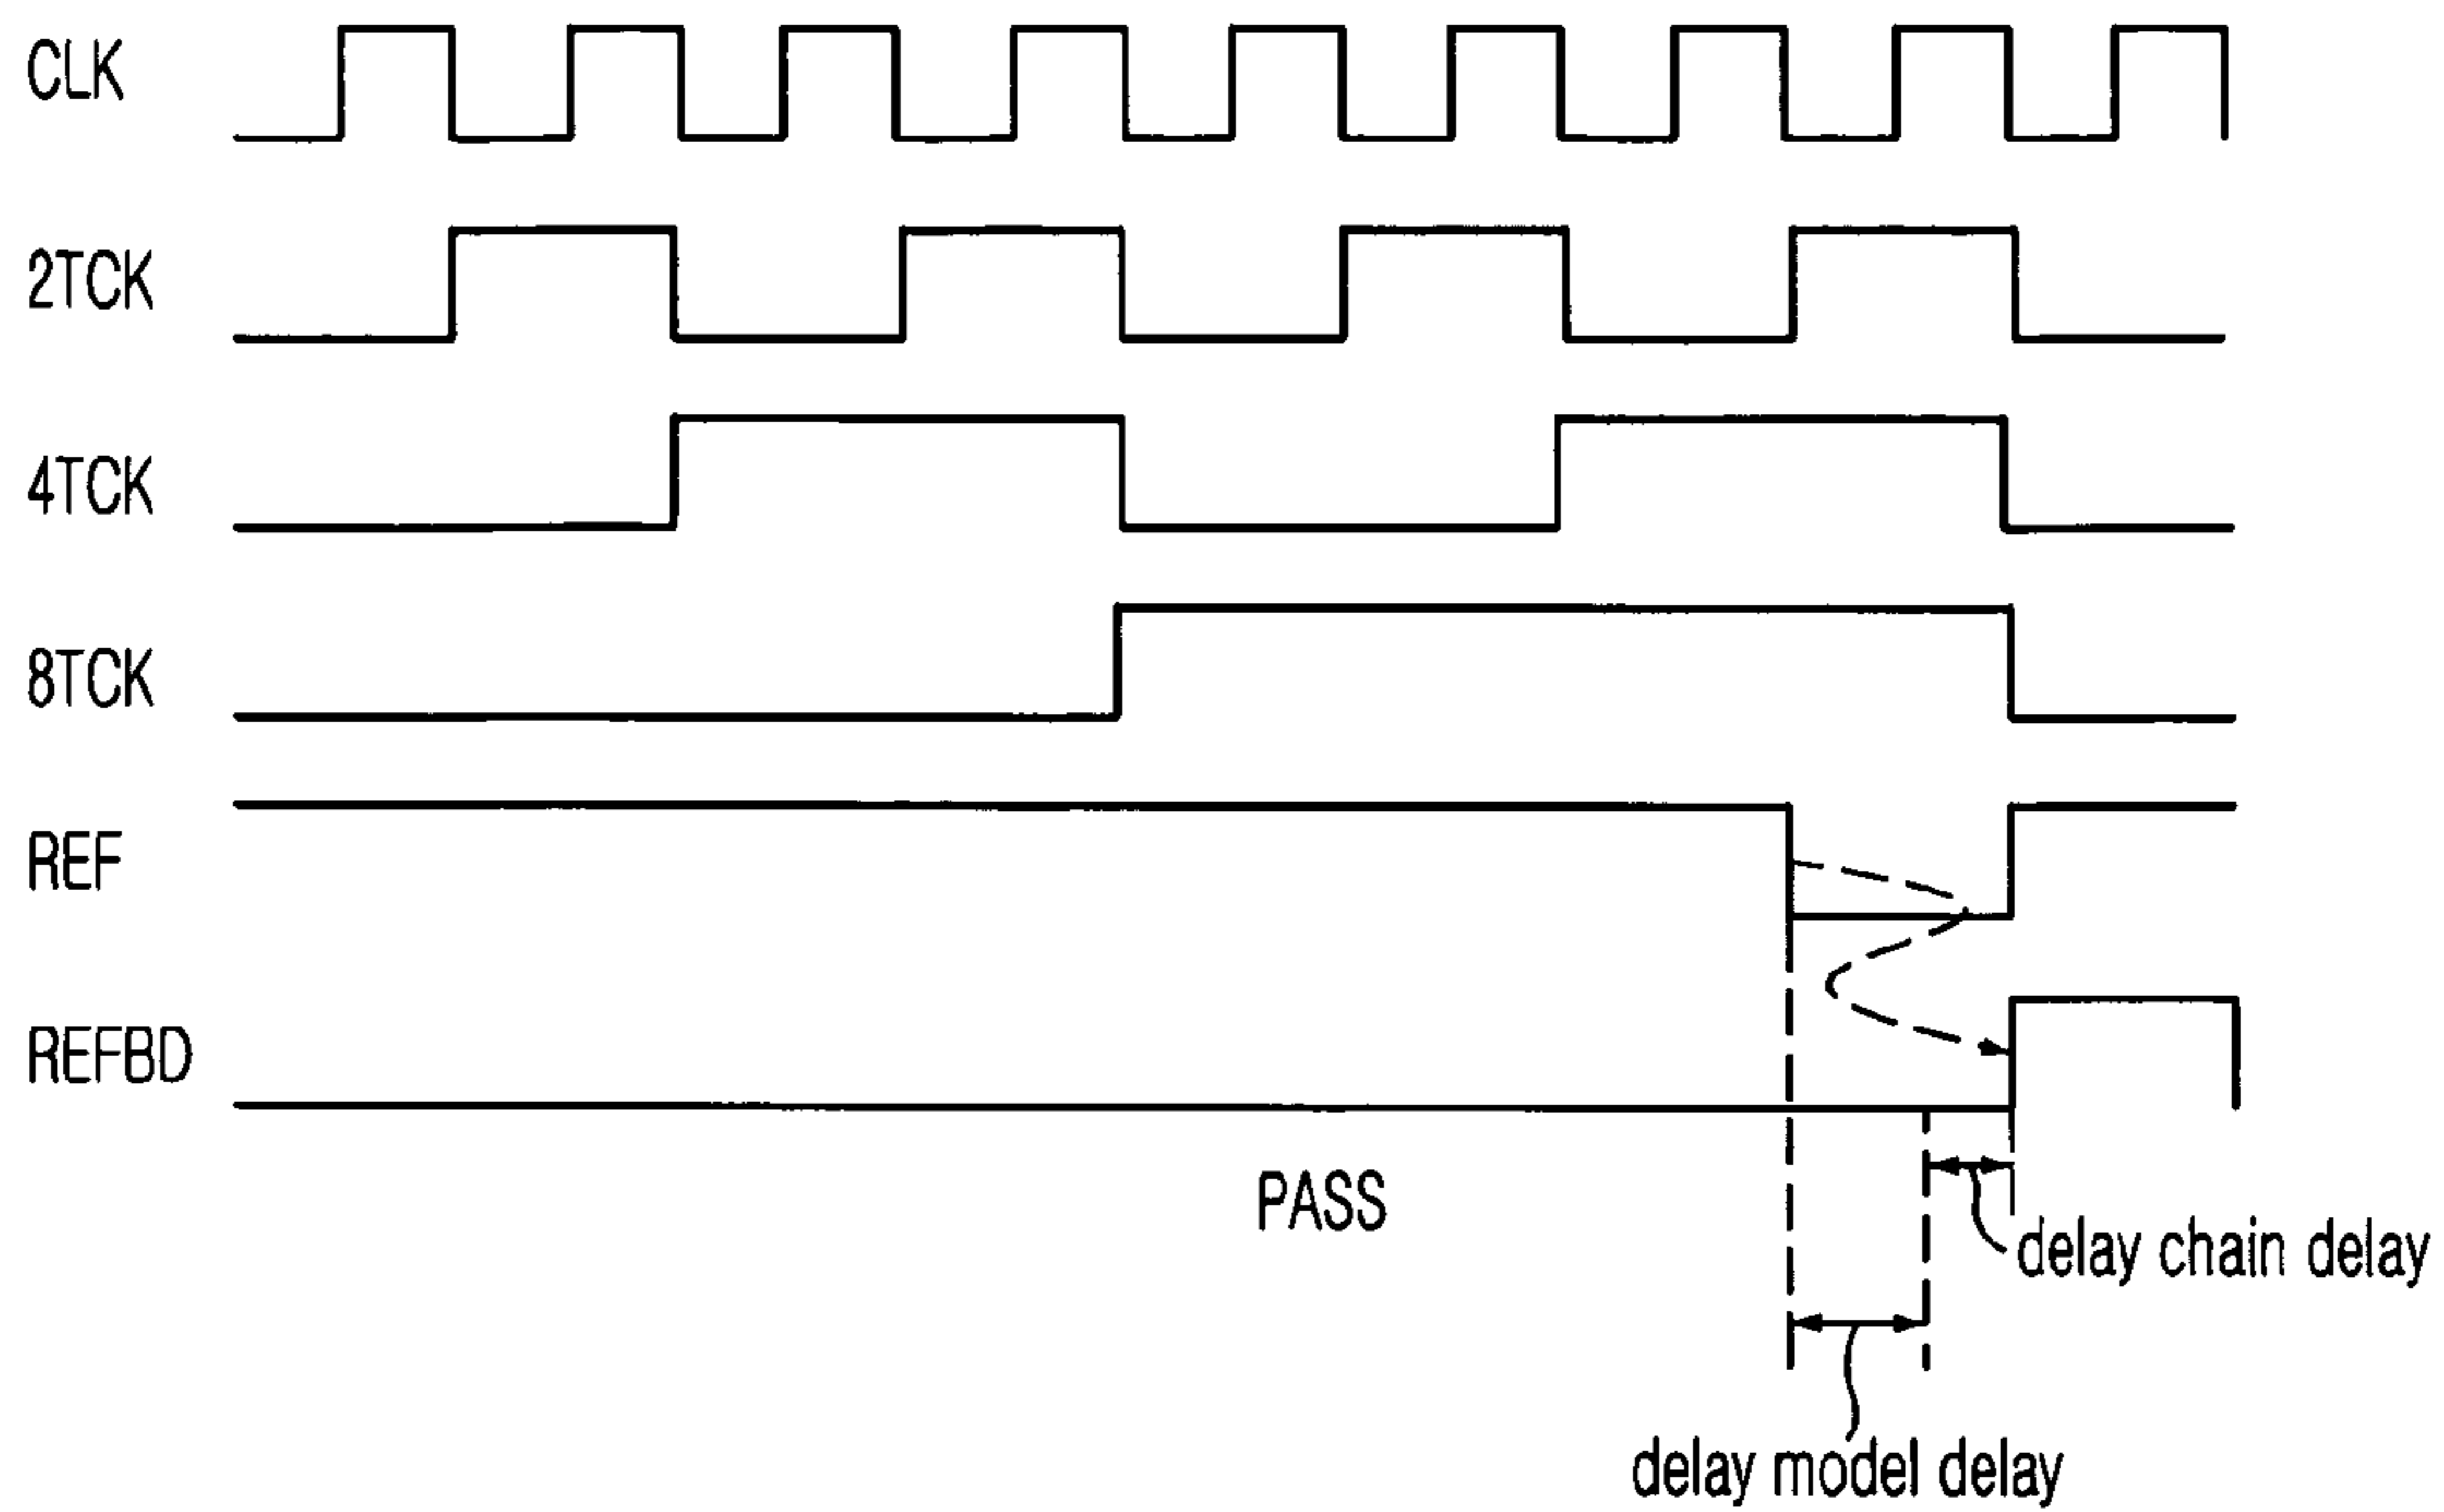 CLK
2TCK
4TCK
8TCK
REF
REFBD
PASS
delay chain delay
delay model delay